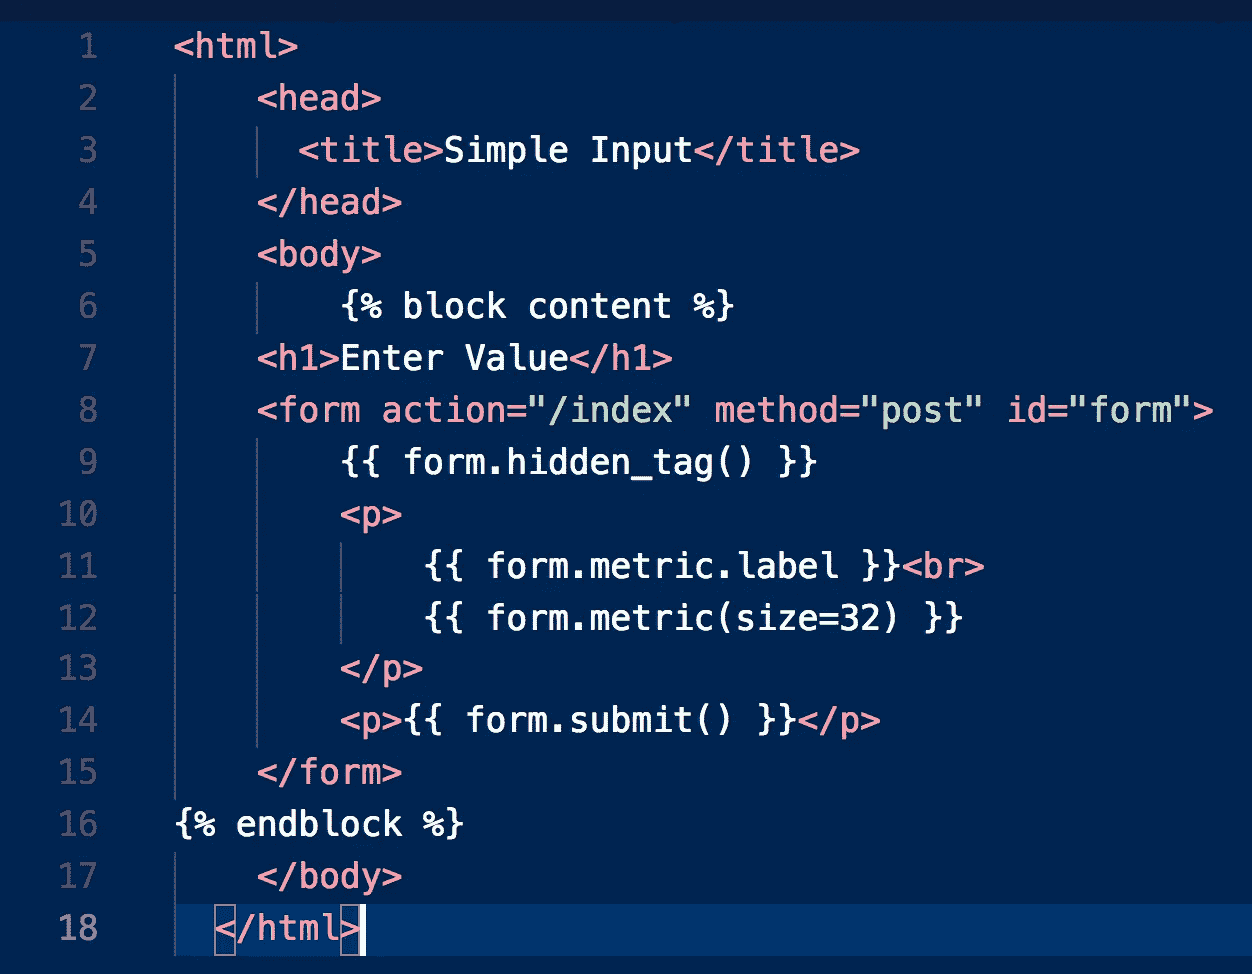 1 <html>
2 <head>
3 <title>Simple Input</title>
4 </head>
5 <body>
6 {% block content %}
7 <h1>Enter Value</h1>
8 <form action="/index" method="post" id="form">
9 {{ form.hidden_tag() }}
10 <p>
11 {{ form.metric.label }}<br>
12 {{ form.metric(size=32) }}
13 </p>
14 <p>{{ form.submit() }}</p>
15 </form>
16 {% endblock %}
17 </body>
18 </html>